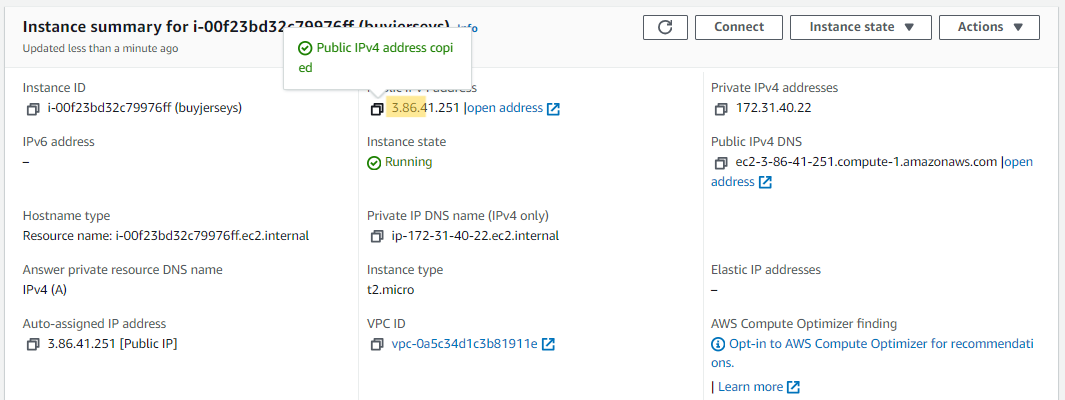 Instance summary for i-00f23bd32c79976ff (buyjerseys) Info
Updated less than a minute ago
Connect
Instance state
Actions
Public IPv4 address copi
ed
Instance ID
i-00f23bd32c79976ff (buyjerseys)
Public IPv4 address
3.86.41.251 |open address
Private IPv4 addresses
172.31.40.22
IPv6 address
–
Instance state
Running
Public IPv4 DNS
ec2-3-86-41-251.compute-1.amazonaws.com |open
address
Hostname type
Resource name: i-00f23bd32c79976ff.ec2.internal
Private IP DNS name (IPv4 only)
ip-172-31-40-22.ec2.internal
Answer private resource DNS name
IPv4 (A)
Instance type
t2.micro
Elastic IP addresses
–
Auto-assigned IP address
3.86.41.251 [Public IP]
VPC ID
vpc-0a5c34d1c3b81911e
AWS Compute Optimizer finding
Opt-in to AWS Compute Optimizer for recommendati
ons.
| Learn more